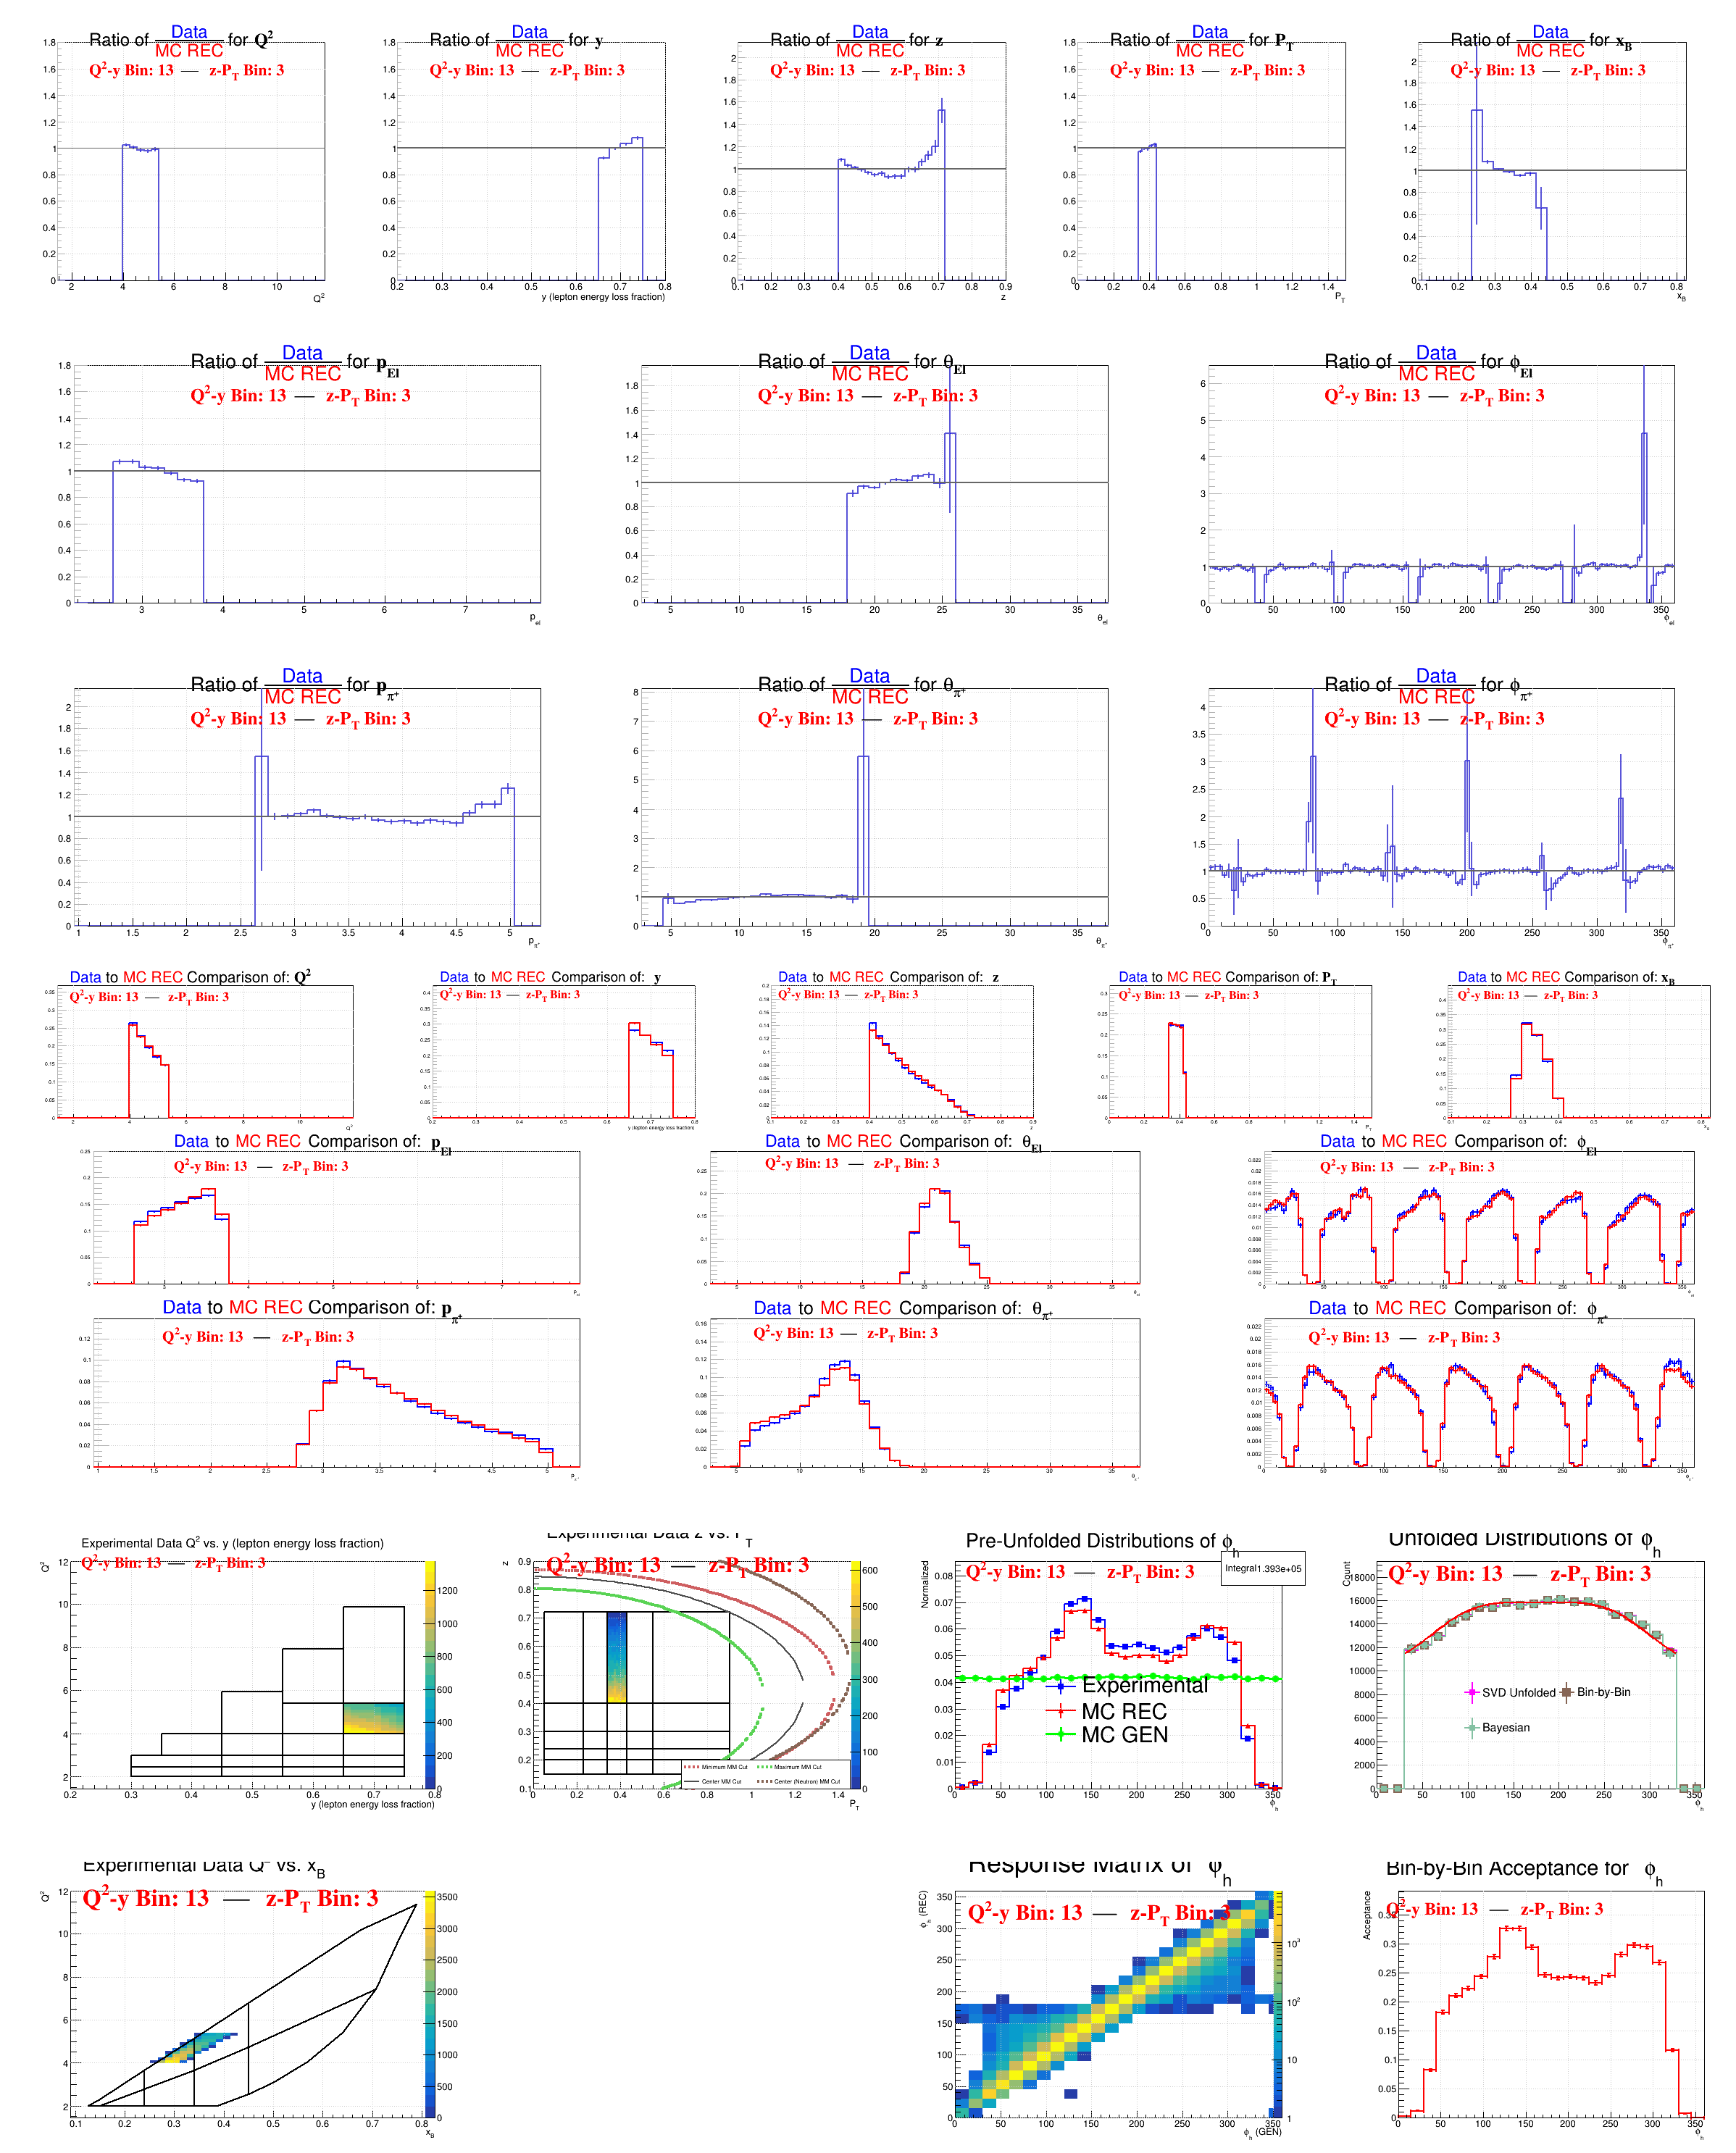 Ratio of Data / MC REC for Q²
Q²-y Bin: 13 — z-P_T Bin: 3
Ratio of Data / MC REC for y
Q²-y Bin: 13 — z-P_T Bin: 3
y (lepton energy loss fraction)
Ratio of Data / MC REC for z
Q²-y Bin: 13 — z-P_T Bin: 3
Ratio of Data / MC REC for P_T
Q²-y Bin: 13 — z-P_T Bin: 3
Ratio of Data / MC REC for x_B
Q²-y Bin: 13 — z-P_T Bin: 3
Ratio of Data / MC REC for p_El
Q²-y Bin: 13 — z-P_T Bin: 3
Ratio of Data / MC REC for θ_El
Q²-y Bin: 13 — z-P_T Bin: 3
Ratio of Data / MC REC for ϕ_El
Q²-y Bin: 13 — z-P_T Bin: 3
Ratio of Data / MC REC for p_π⁺
Q²-y Bin: 13 — z-P_T Bin: 3
Ratio of Data / MC REC for θ_π⁺
Q²-y Bin: 13 — z-P_T Bin: 3
Ratio of Data / MC REC for ϕ_π⁺
Q²-y Bin: 13 — z-P_T Bin: 3
Data to MC REC Comparison of: Q²
Q²-y Bin: 13 — z-P_T Bin: 3
Data to MC REC Comparison of: y
Q²-y Bin: 13 — z-P_T Bin: 3
y (lepton energy loss fraction)
Data to MC REC Comparison of: z
Q²-y Bin: 13 — z-P_T Bin: 3
Data to MC REC Comparison of: P_T
Q²-y Bin: 13 — z-P_T Bin: 3
Data to MC REC Comparison of: x_B
Q²-y Bin: 13 — z-P_T Bin: 3
Data to MC REC Comparison of: p_El
Q²-y Bin: 13 — z-P_T Bin: 3
Data to MC REC Comparison of: θ_El
Q²-y Bin: 13 — z-P_T Bin: 3
Data to MC REC Comparison of: ϕ_El
Q²-y Bin: 13 — z-P_T Bin: 3
Data to MC REC Comparison of: p_π⁺
Q²-y Bin: 13 — z-P_T Bin: 3
Data to MC REC Comparison of: θ_π⁺
Q²-y Bin: 13 — z-P_T Bin: 3
Data to MC REC Comparison of: ϕ_π⁺
Q²-y Bin: 13 — z-P_T Bin: 3
Experimental Data Q² vs. y (lepton energy loss fraction)
Q²-y Bin: 13 — z-P_T Bin: 3
y (lepton energy loss fraction)
Experimental Data z vs. P_T
Q²-y Bin: 13 — z-P_T Bin: 3
Minimum MM Cut
Maximum MM Cut
Center MM Cut
Center (Neutron) MM Cut
Pre-Unfolded Distributions of ϕ_h
Q²-y Bin: 13 — z-P_T Bin: 3
Integral 1.393e+05
Normalized
Experimental
MC REC
MC GEN
Unfolded Distributions of ϕ_h
Q²-y Bin: 13 — z-P_T Bin: 3
Count
SVD Unfolded
Bin-by-Bin
Bayesian
Experimental Data Q² vs. x_B
Q²-y Bin: 13 — z-P_T Bin: 3
Response Matrix of ϕ_h
Q²-y Bin: 13 — z-P_T Bin: 3
ϕ_h (REC)
ϕ_h (GEN)
Bin-by-Bin Acceptance for ϕ_h
Q²-y Bin: 13 — z-P_T Bin: 3
Acceptance